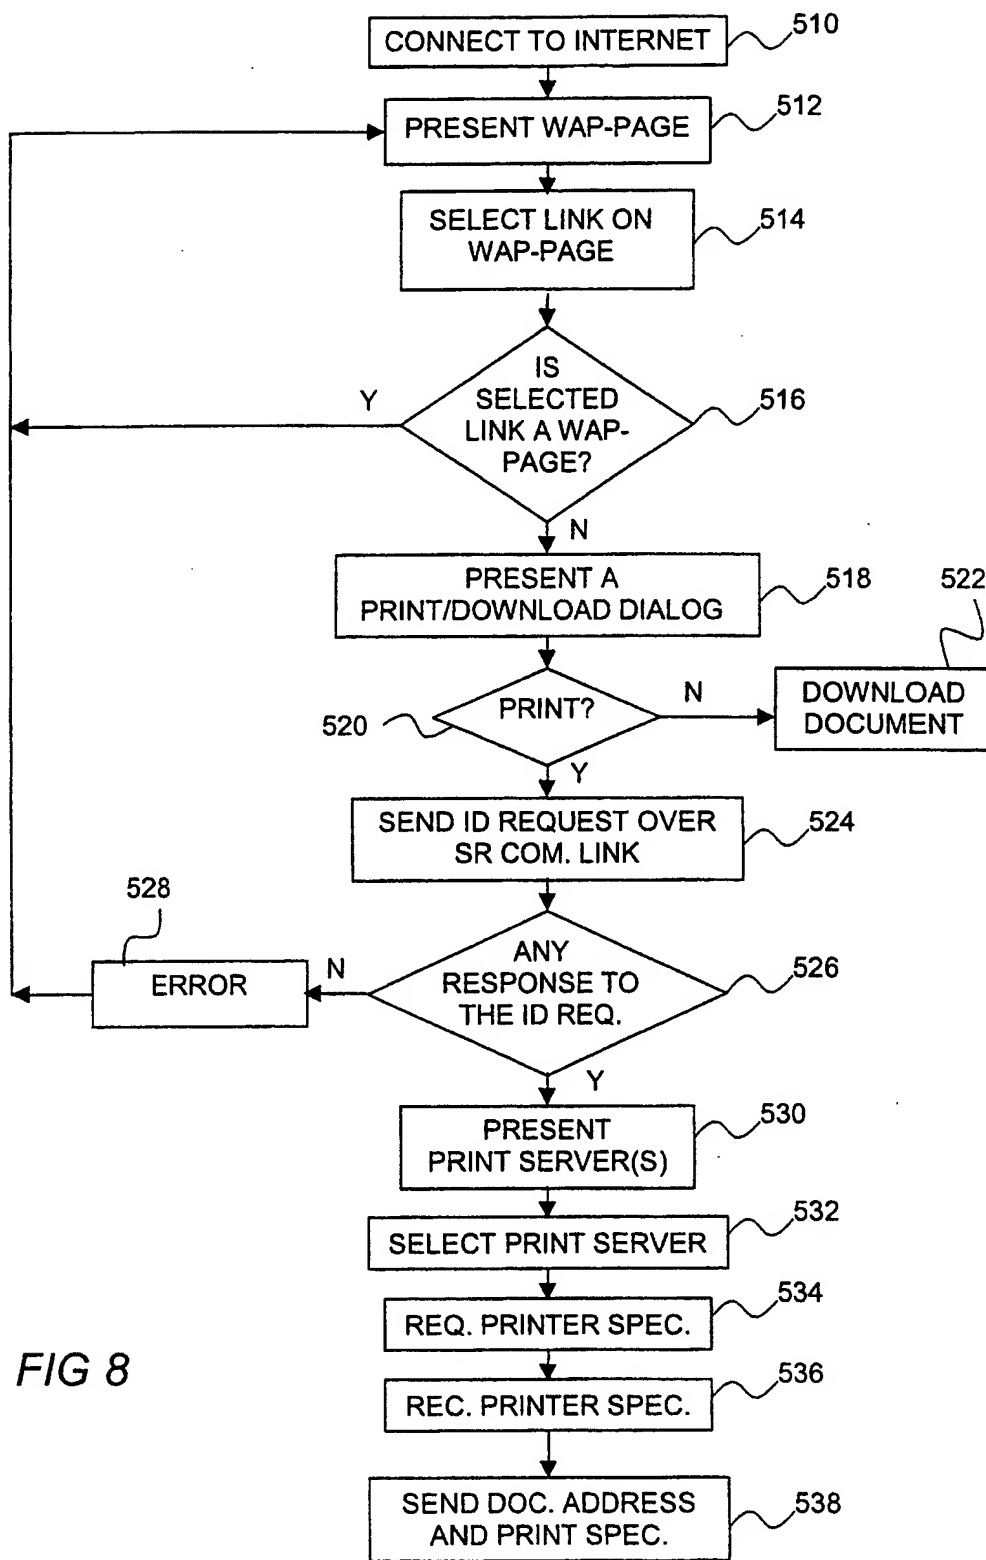 CONNECT TO INTERNET
510
PRESENT WAP-PAGE
512
SELECT LINK ON
WAP-PAGE
514
IS
SELECTED
LINK A WAP-
PAGE?
516
Y
N
PRESENT A
PRINT/DOWNLOAD DIALOG
518
522
PRINT?
520
N
DOWNLOAD
DOCUMENT
Y
SEND ID REQUEST OVER
SR COM. LINK
524
528
ERROR
N
ANY
RESPONSE TO
THE ID REQ.
526
Y
PRESENT
PRINT SERVER(S)
530
SELECT PRINT SERVER
532
REQ. PRINTER SPEC.
534
FIG 8
REC. PRINTER SPEC.
536
SEND DOC. ADDRESS
AND PRINT SPEC.
538